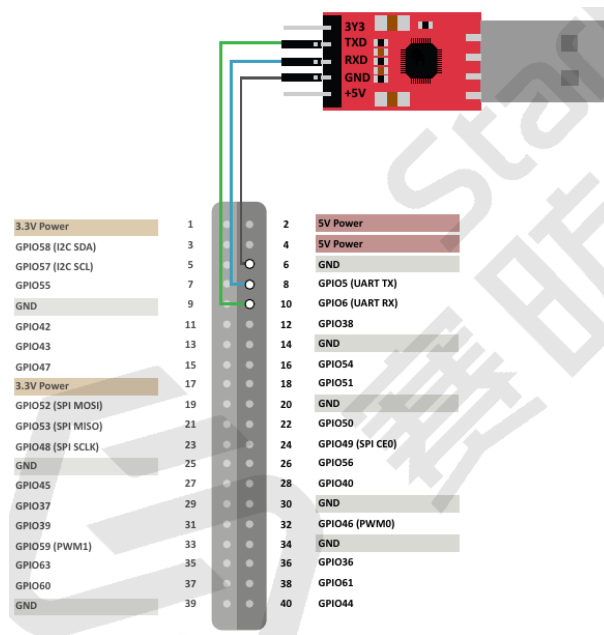 3Y3
TXD
RXD
GND
+5V
3.3V Power 1 2 5V Power
GPIO58 (I2C SDA) 3 4 5V Power
GPIO57 (I2C SCL) 5 6 GND
GPIO55 7 8 GPIO5 (UART TX)
GND 9 10 GPIO6 (UART RX)
GPIO42 11 12 GPIO38
GPIO43 13 14 GND
GPIO47 15 16 GPIO54
3.3V Power 17 18 GPIO51
GPIO52 (SPI MOSI) 19 20 GND
GPIO53 (SPI MISO) 21 22 GPIO50
GPIO48 (SPI SCLK) 23 24 GPIO49 (SPI CE0)
GND 25 26 GPIO56
GPIO45 27 28 GPIO40
GPIO37 29 30 GND
GPIO39 31 32 GPIO46 (PWM0)
GPIO59 (PWM1) 33 34 GND
GPIO63 35 36 GPIO36
GPIO60 37 38 GPIO61
GND 39 40 GPIO44
赛昉